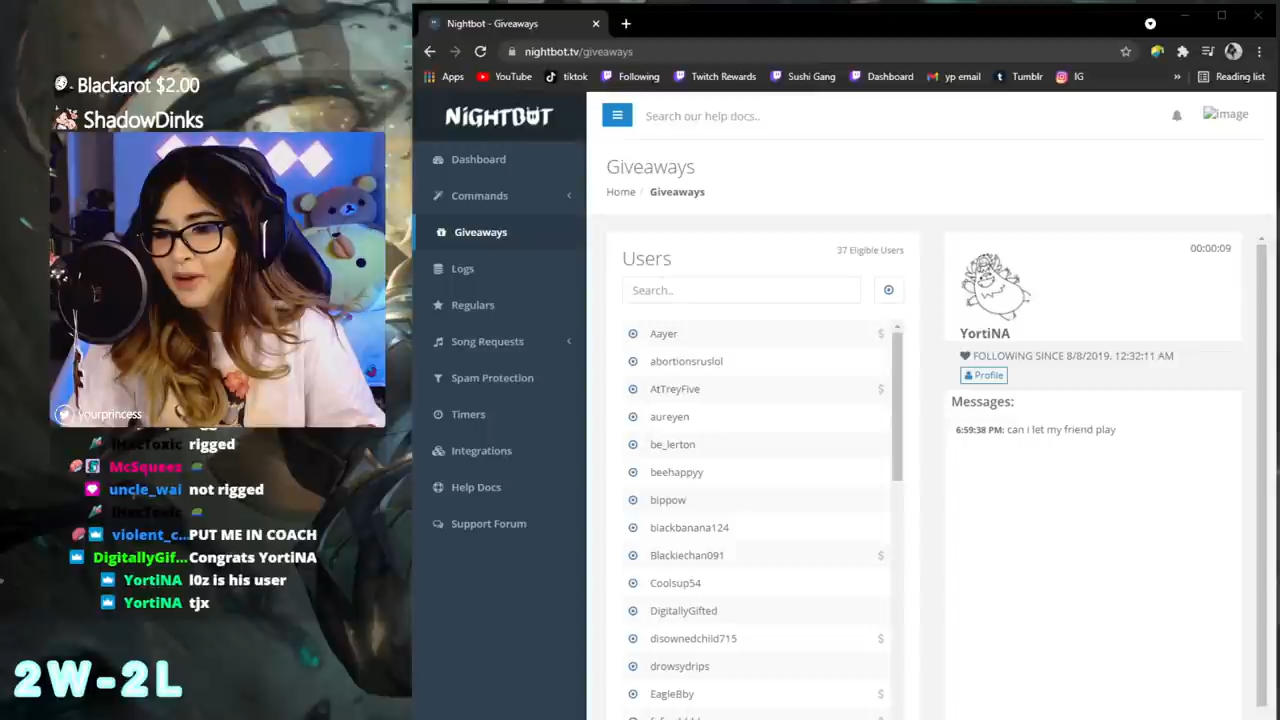 Blackarot $2.00
ShadowDinks
yourprincess
rigged
McSquees
uncle_wai not rigged
violent_c... PUT ME IN COACH
DigitallyGif... Congrats YortiNA
YortiNA l0z is his user
YortiNA tjx
2W-2L
Nightbot - Giveaways
nightbot.tv/giveaways
Apps YouTube tiktok Following Twitch Rewards Sushi Gang Dashboard yp email Tumblr IG » Reading list
NIGHTBOT
Search our help docs..
Image
Dashboard
Commands
Giveaways
Logs
Regulars
Song Requests
Spam Protection
Timers
Integrations
Help Docs
Support Forum
Giveaways
Home / Giveaways
Users
37 Eligible Users
Search..
Aayer $
abortionsruslol
AtTreyFive $
aureyen
be_lerton
beehappyy
bippow
blackbanana124
Blackiechan091 $
Coolsup54
DigitallyGifted
disownedchild715 $
drowsydrips
EagleBby $
00:00:09
YortiNA
FOLLOWING SINCE 8/8/2019, 12:32:11 AM
Profile
Messages:
6:59:38 PM: can i let my friend play